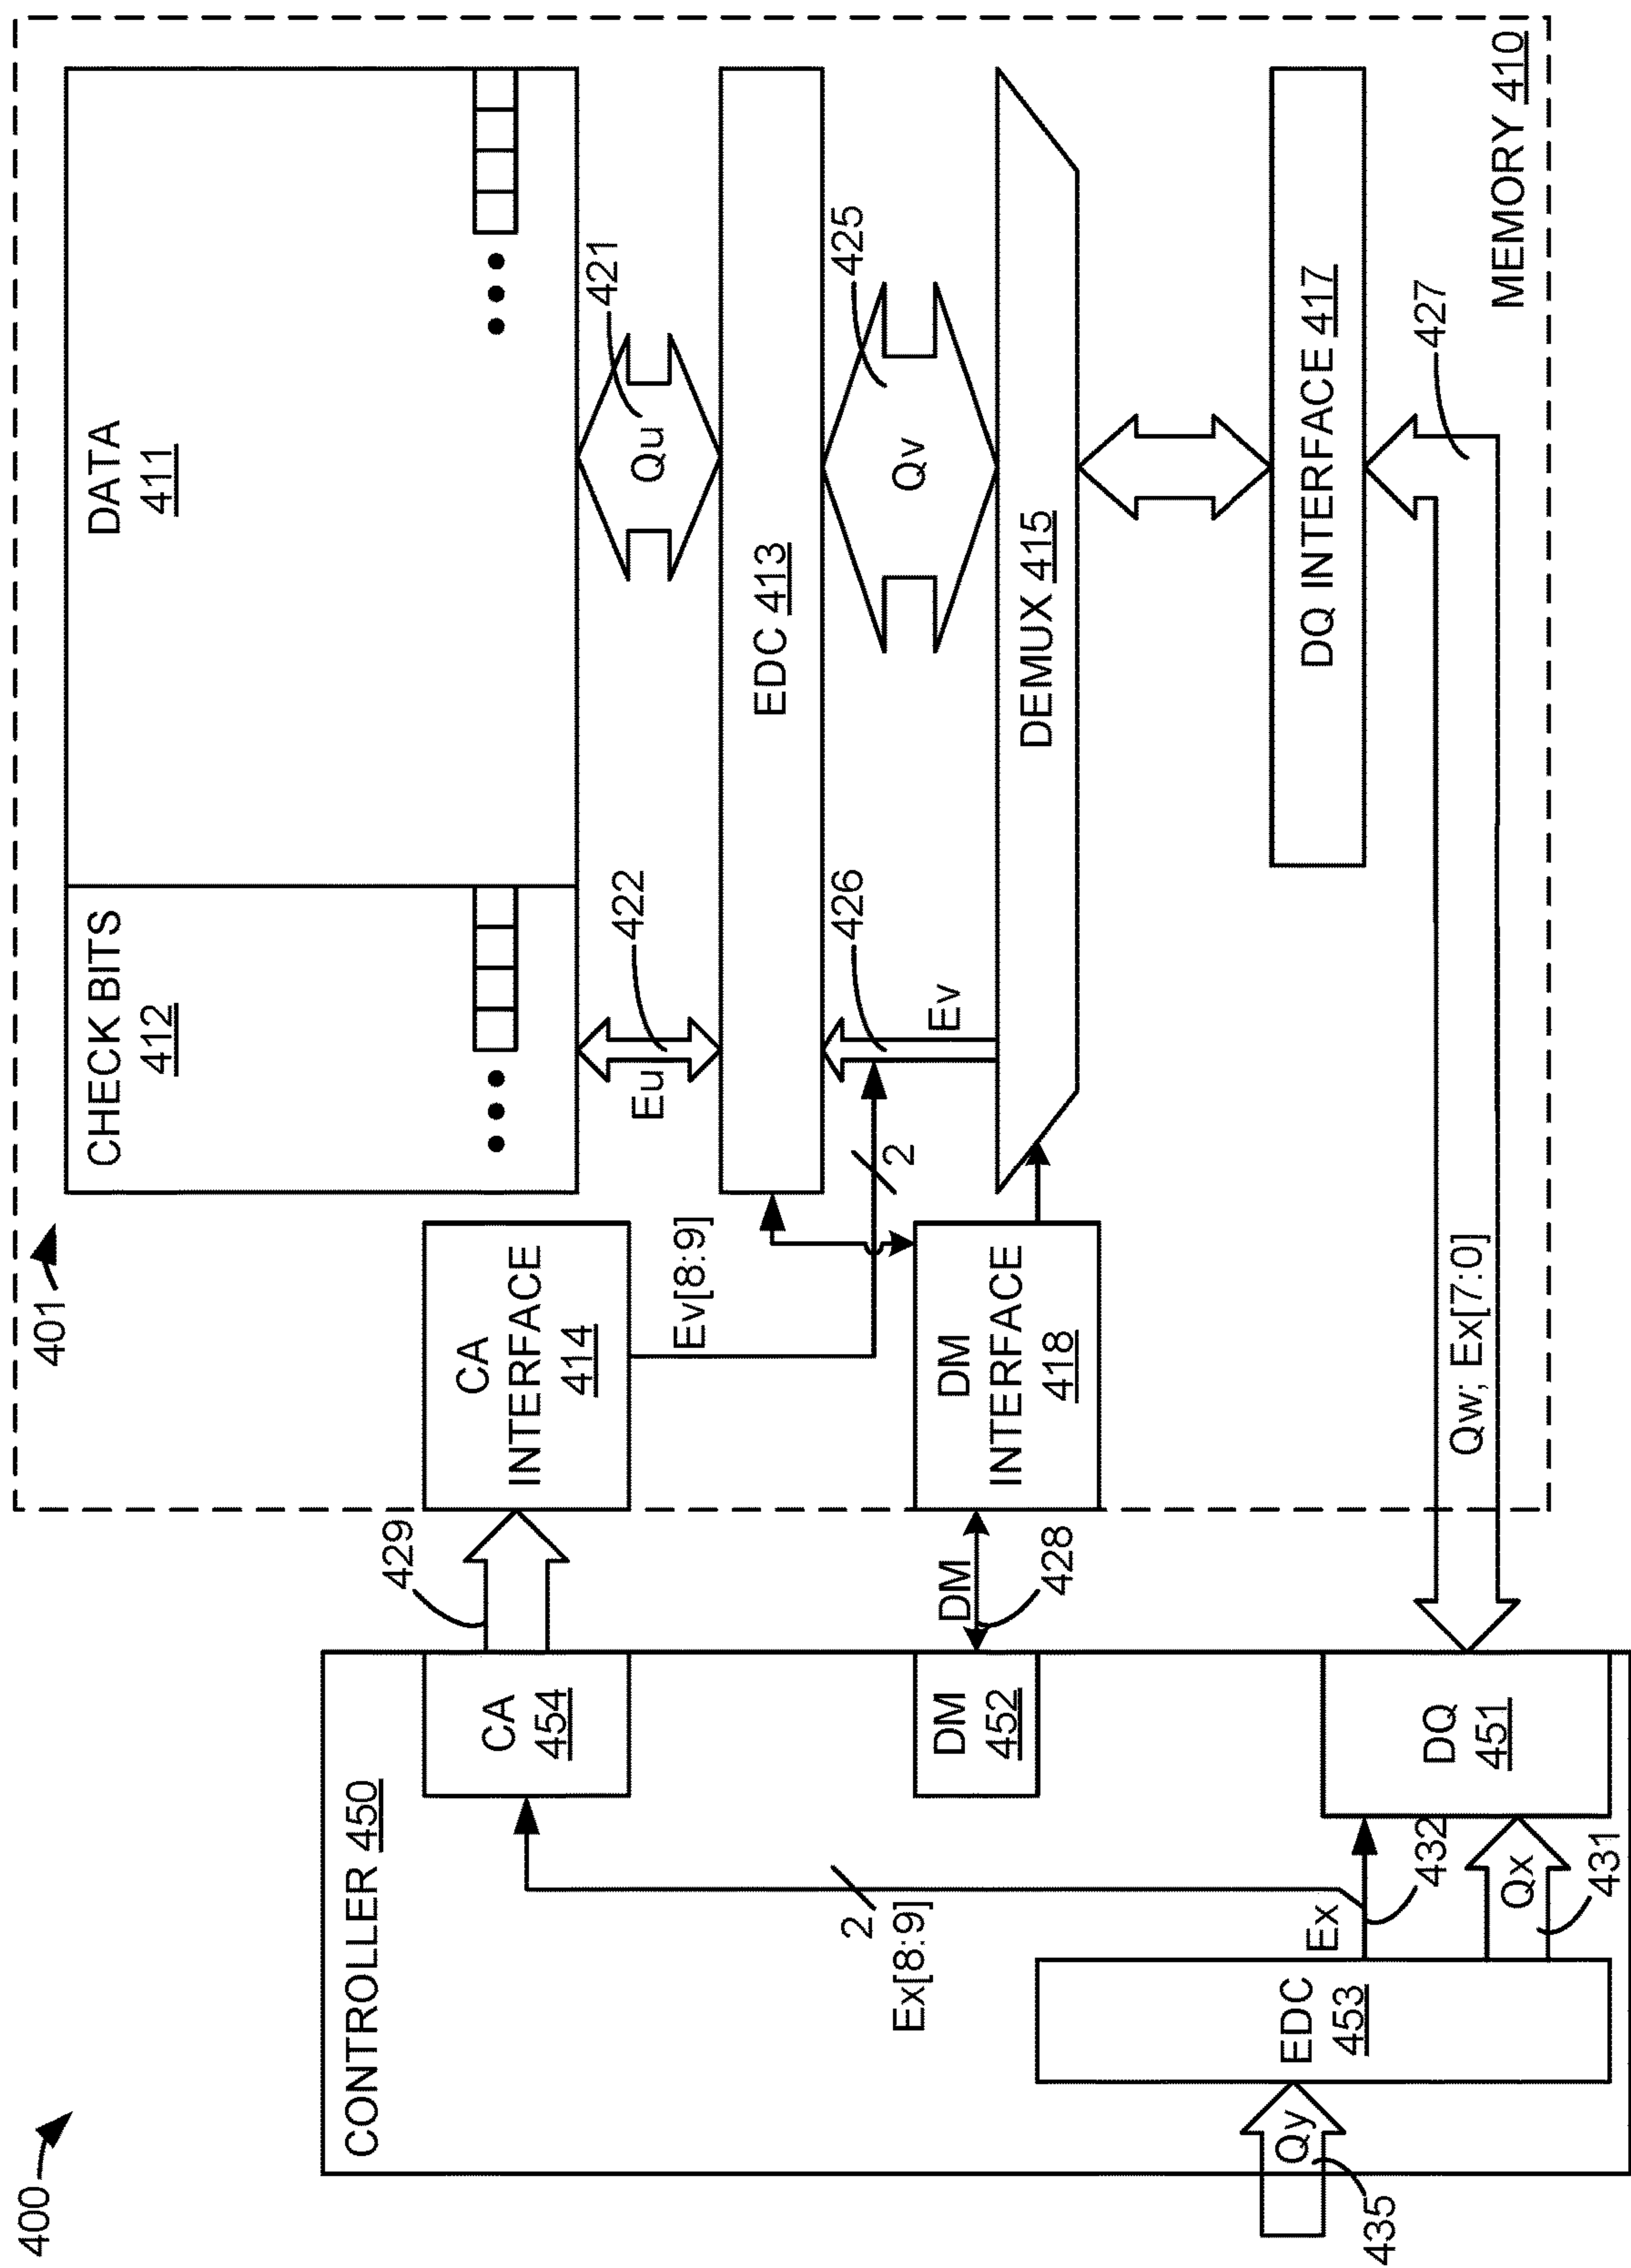 400
401
CHECK BITS
412
DATA
411
422
Eu
421
Qu
EDC 413
426
Ev
425
Qv
DEMUX 415
DQ INTERFACE 417
427
MEMORY 410
CA
INTERFACE
414
Ev[8:9]
2
DM
INTERFACE
418
Qw; Ex[7:0]
429
DM
428
CONTROLLER 450
CA
454
DM
452
DQ
451
2
Ex[8:9]
Ex
432
Qx
431
EDC
453
Qy
435